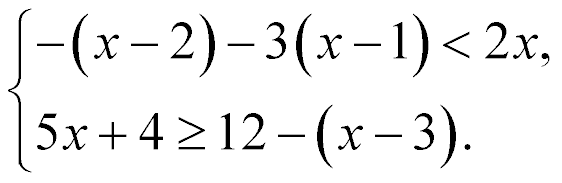 −(x − 2) − 3(x − 1) < 2x,
5x + 4 ≥ 12 − (x − 3).